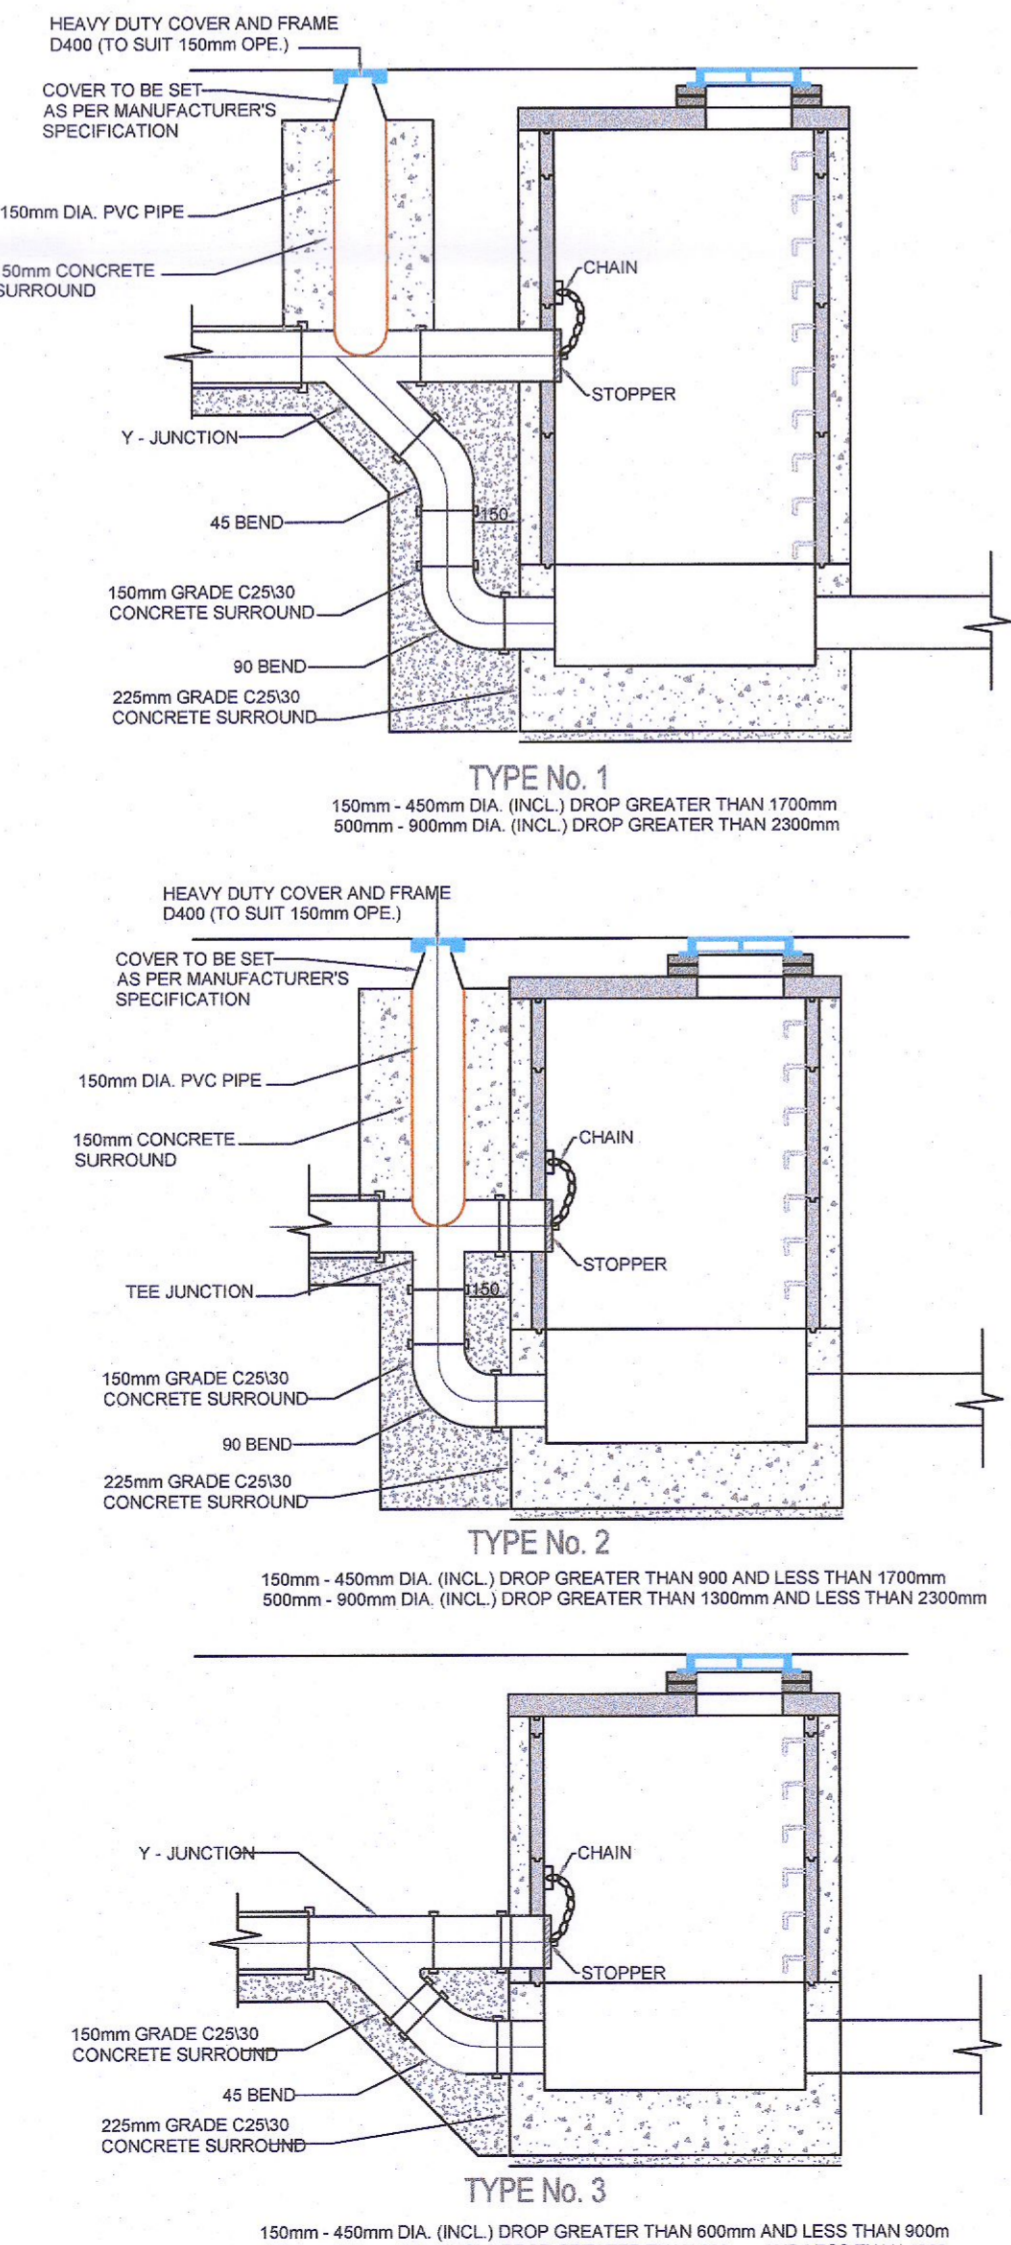 HEAVY DUTY COVER AND FRAME
D400 (TO SUIT 150mm OPE.)
COVER TO BE SET
AS PER MANUFACTURER'S
SPECIFICATION
150mm DIA. PVC PIPE
50mm CONCRETE
SURROUND
CHAIN
STOPPER
Y - JUNCTION
45 BEND
150
150mm GRADE C25\30
CONCRETE SURROUND
90 BEND
225mm GRADE C25\30
CONCRETE SURROUND
TYPE No. 1
150mm - 450mm DIA. (INCL.) DROP GREATER THAN 1700mm
500mm - 900mm DIA. (INCL.) DROP GREATER THAN 2300mm
HEAVY DUTY COVER AND FRAME
D400 (TO SUIT 150mm OPE.)
COVER TO BE SET
AS PER MANUFACTURER'S
SPECIFICATION
150mm DIA. PVC PIPE
150mm CONCRETE
SURROUND
CHAIN
STOPPER
TEE JUNCTION
150
150mm GRADE C25\30
CONCRETE SURROUND
90 BEND
225mm GRADE C25\30
CONCRETE SURROUND
TYPE No. 2
150mm - 450mm DIA. (INCL.) DROP GREATER THAN 900 AND LESS THAN 1700mm
500mm - 900mm DIA. (INCL.) DROP GREATER THAN 1300mm AND LESS THAN 2300mm
Y - JUNCTION
CHAIN
STOPPER
150mm GRADE C25\30
CONCRETE SURROUND
45 BEND
225mm GRADE C25\30
CONCRETE SURROUND
TYPE No. 3
150mm - 450mm DIA. (INCL.) DROP GREATER THAN 600mm AND LESS THAN 900m